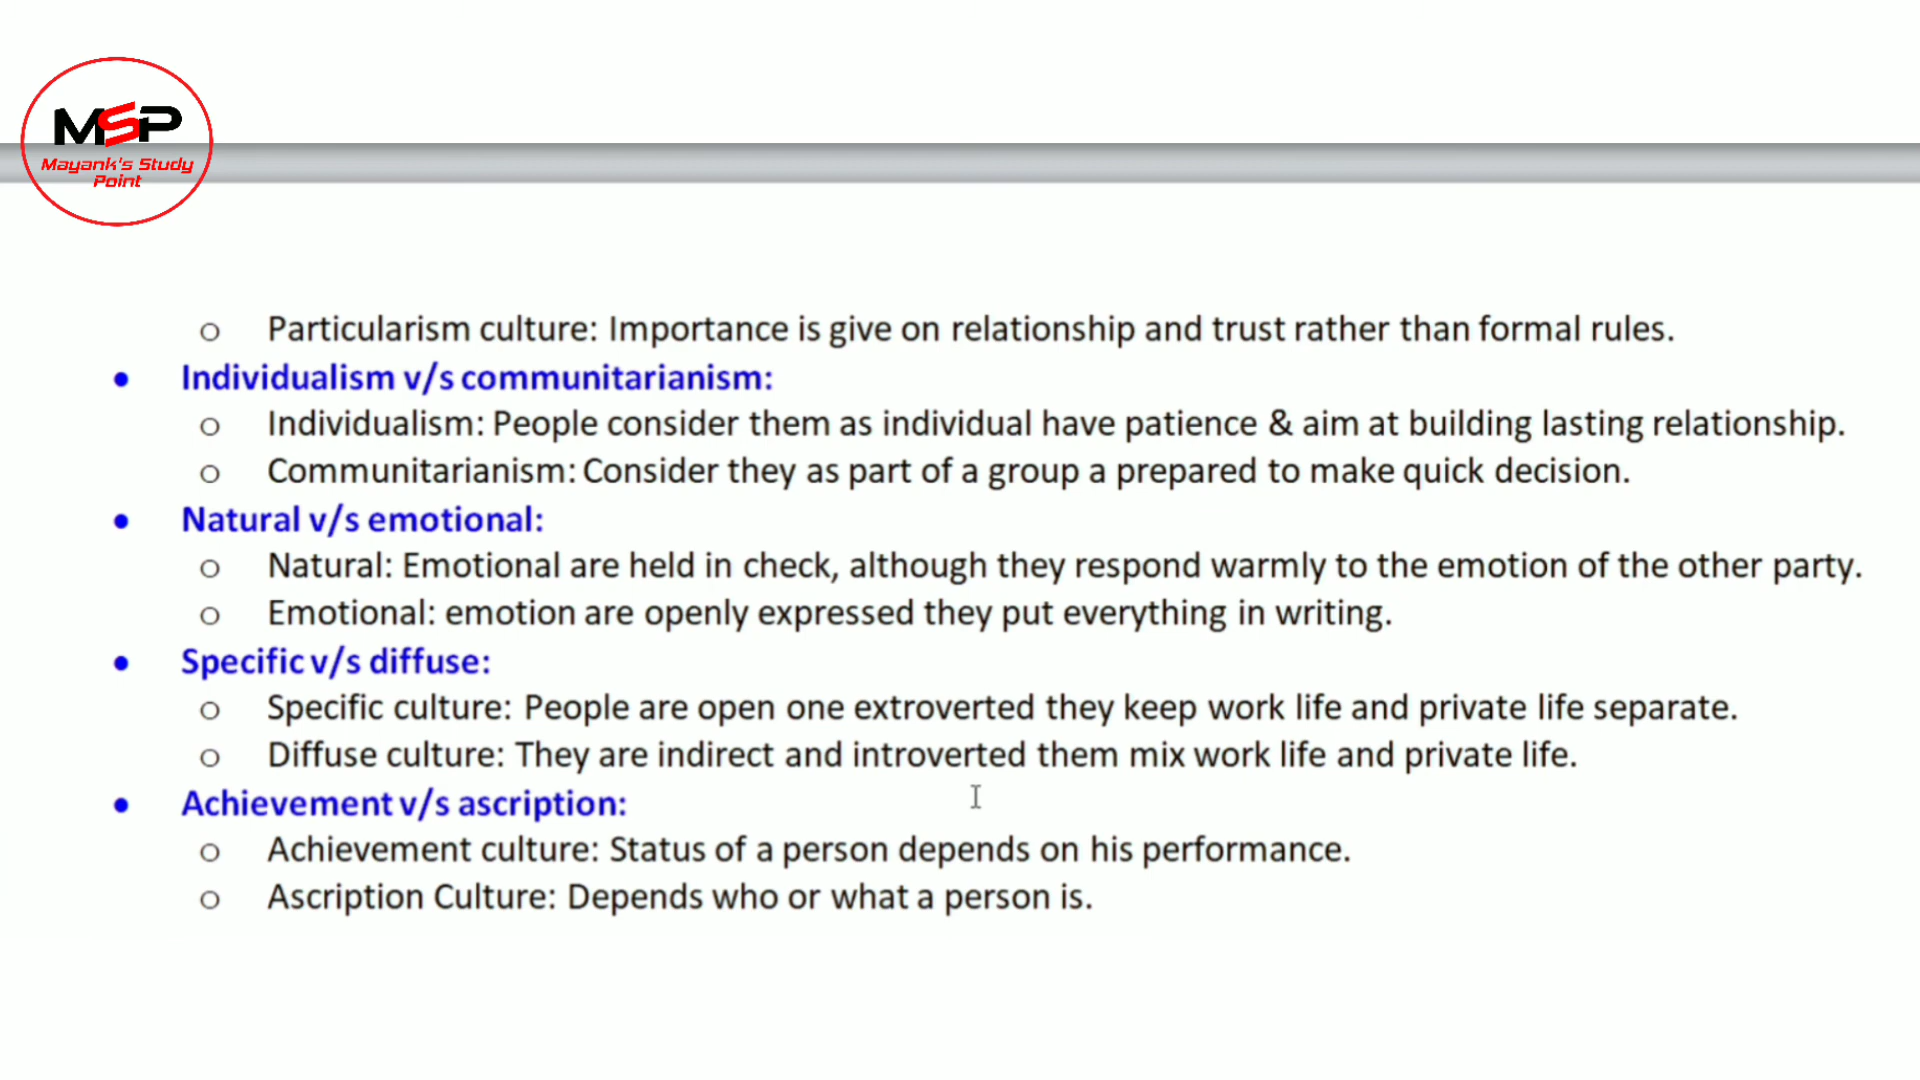 MSP
Mayank's Study
Point
Particularism culture: Importance is give on relationship and trust rather than formal rules.
Individualism v/s communitarianism:
Individualism: People consider them as individual have patience & aim at building lasting relationship.
Communitarianism: Consider they as part of a group a prepared to make quick decision.
Natural v/s emotional:
Natural: Emotional are held in check, although they respond warmly to the emotion of the other party.
Emotional: emotion are openly expressed they put everything in writing.
Specific v/s diffuse:
Specific culture: People are open one extroverted they keep work life and private life separate.
Diffuse culture: They are indirect and introverted them mix work life and private life.
Achievement v/s ascription:
Achievement culture: Status of a person depends on his performance.
Ascription Culture: Depends who or what a person is.